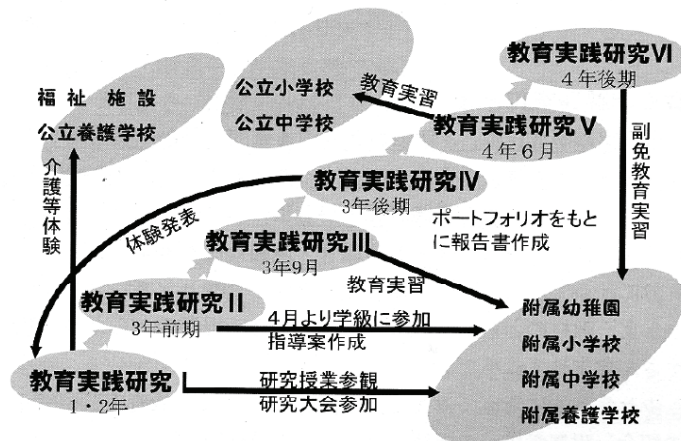 教育実践研究Ⅵ
4年後期
福祉施設
公立養護学校
公立小学校
公立中学校
教育実習
教育実践研究Ⅴ
4年6月
副免教育実習
介護等体験
教育実践研究Ⅳ
3年後期
体験発表
ポートフォリオをもと
に報告書作成
教育実践研究Ⅲ
3年9月
教育実習
教育実践研究Ⅱ
3年前期
4月より学級に参加
指導案作成
附属幼稚園
附属小学校
附属中学校
附属養護学校
教育実践研究Ⅰ
1・2年
研究授業参観
研究大会参加